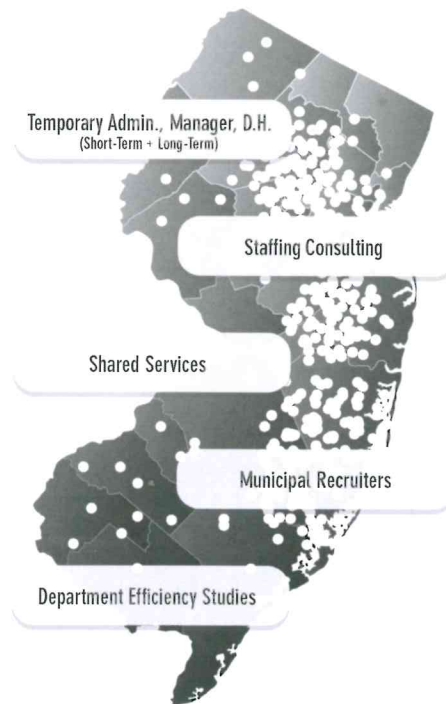 Temporary Admin., Manager, D.H.
(Short-Term + Long-Term)
Staffing Consulting
Shared Services
Municipal Recruiters
Department Efficiency Studies